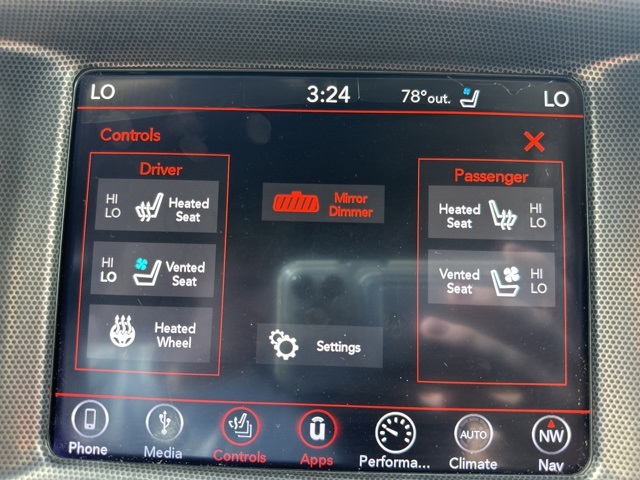 LO 3:24 78°out. LO
Controls
Driver
HI
LO
Heated
Seat
HI
LO
Vented
Seat
Heated
Wheel
Mirror
Dimmer
Settings
Passenger
Heated
Seat
HI
LO
Vented
Seat
HI
LO
Phone
Media
Controls
Apps
Performa...
AUTO
Climate
NW
Nav